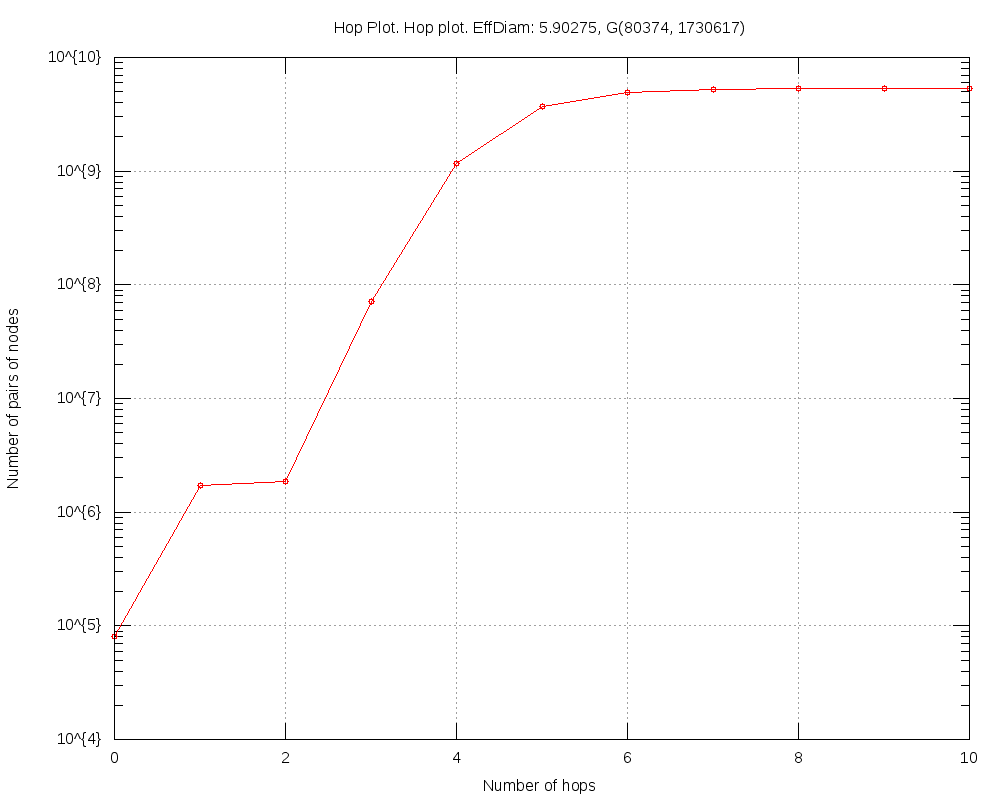 Hop Plot. Hop plot. EffDiam: 5.90275, G(80374, 1730617)
10^{10}
10^{9}
10^{8}
10^{7}
10^{6}
10^{5}
10^{4}
Number of pairs of nodes
0 2 4 6 8 10
Number of hops